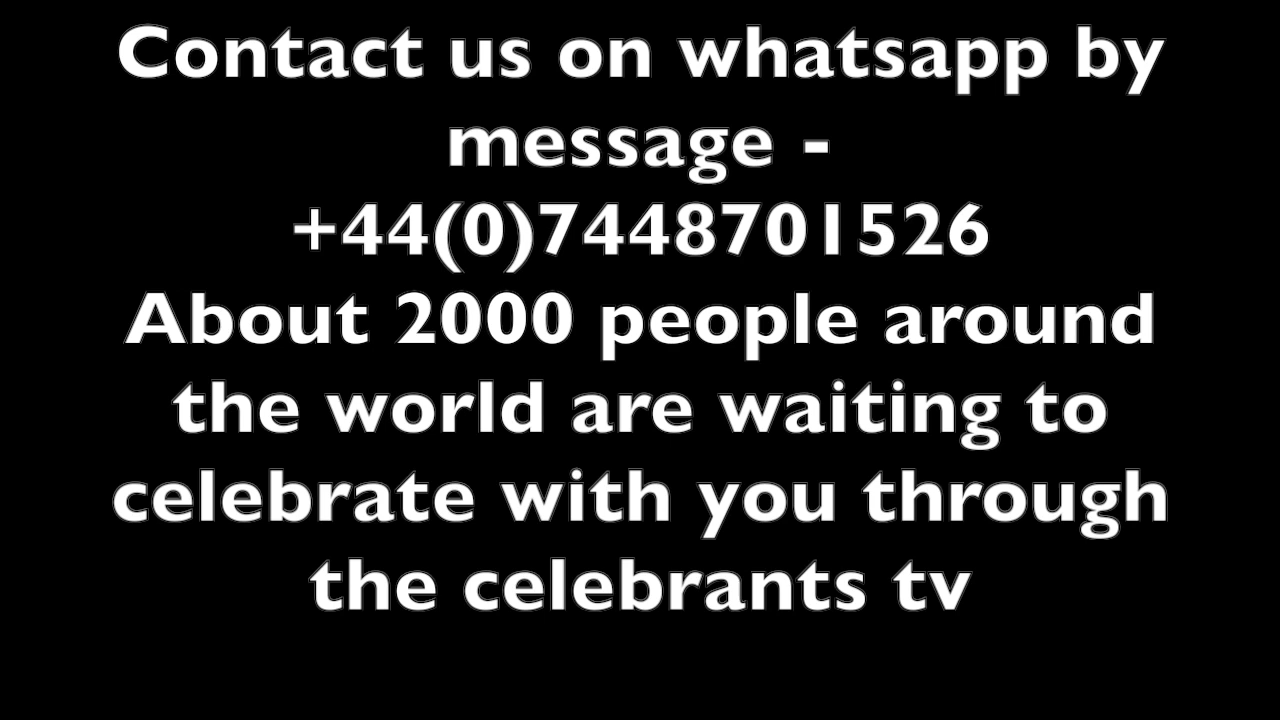 Contact us on whatsapp by
message -
+44(0)7448701526
About 2000 people around
the world are waiting to
celebrate with you through
the celebrants tv